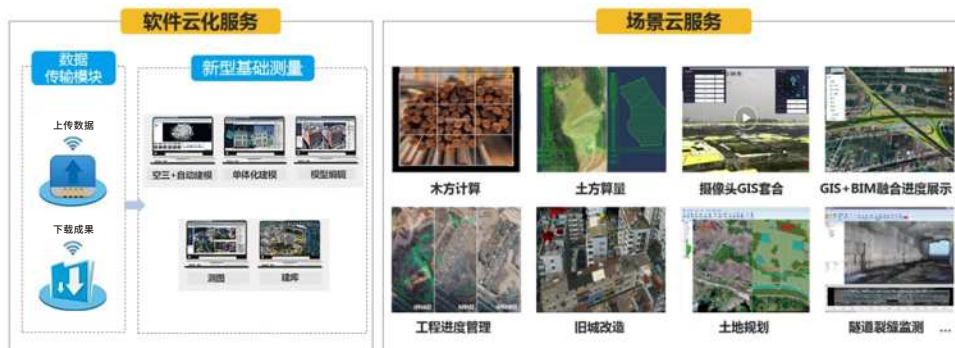 软件云化服务
数据
传输模块
上传数据
下载成果
新型基础测量
空三+自动建模
单体化建模
模型编辑
测图
建库
场景云服务
木方计算
土方算量
摄像头GIS套合
GIS+BIM融合进度展示
工程进度管理
旧城改造
土地规划
隧道裂缝监测
...